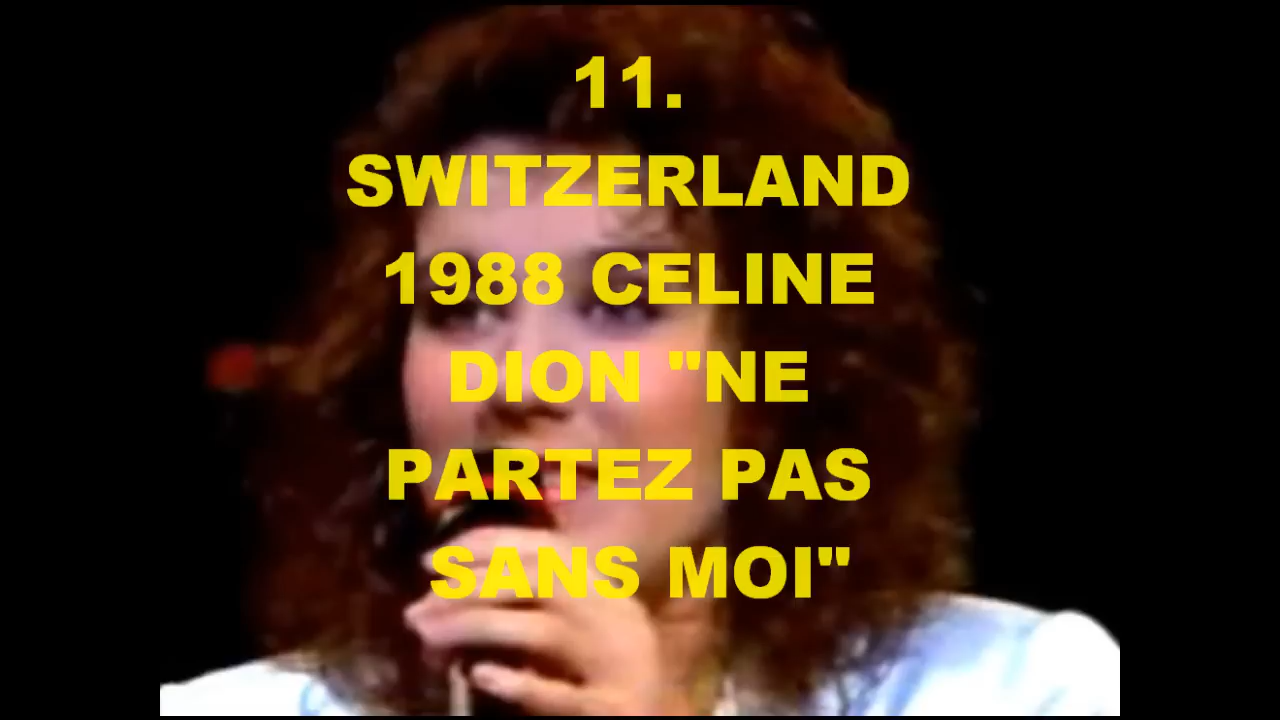 11.
SWITZERLAND
1988 CELINE
DION "NE
PARTEZ PAS
SANS MOI"